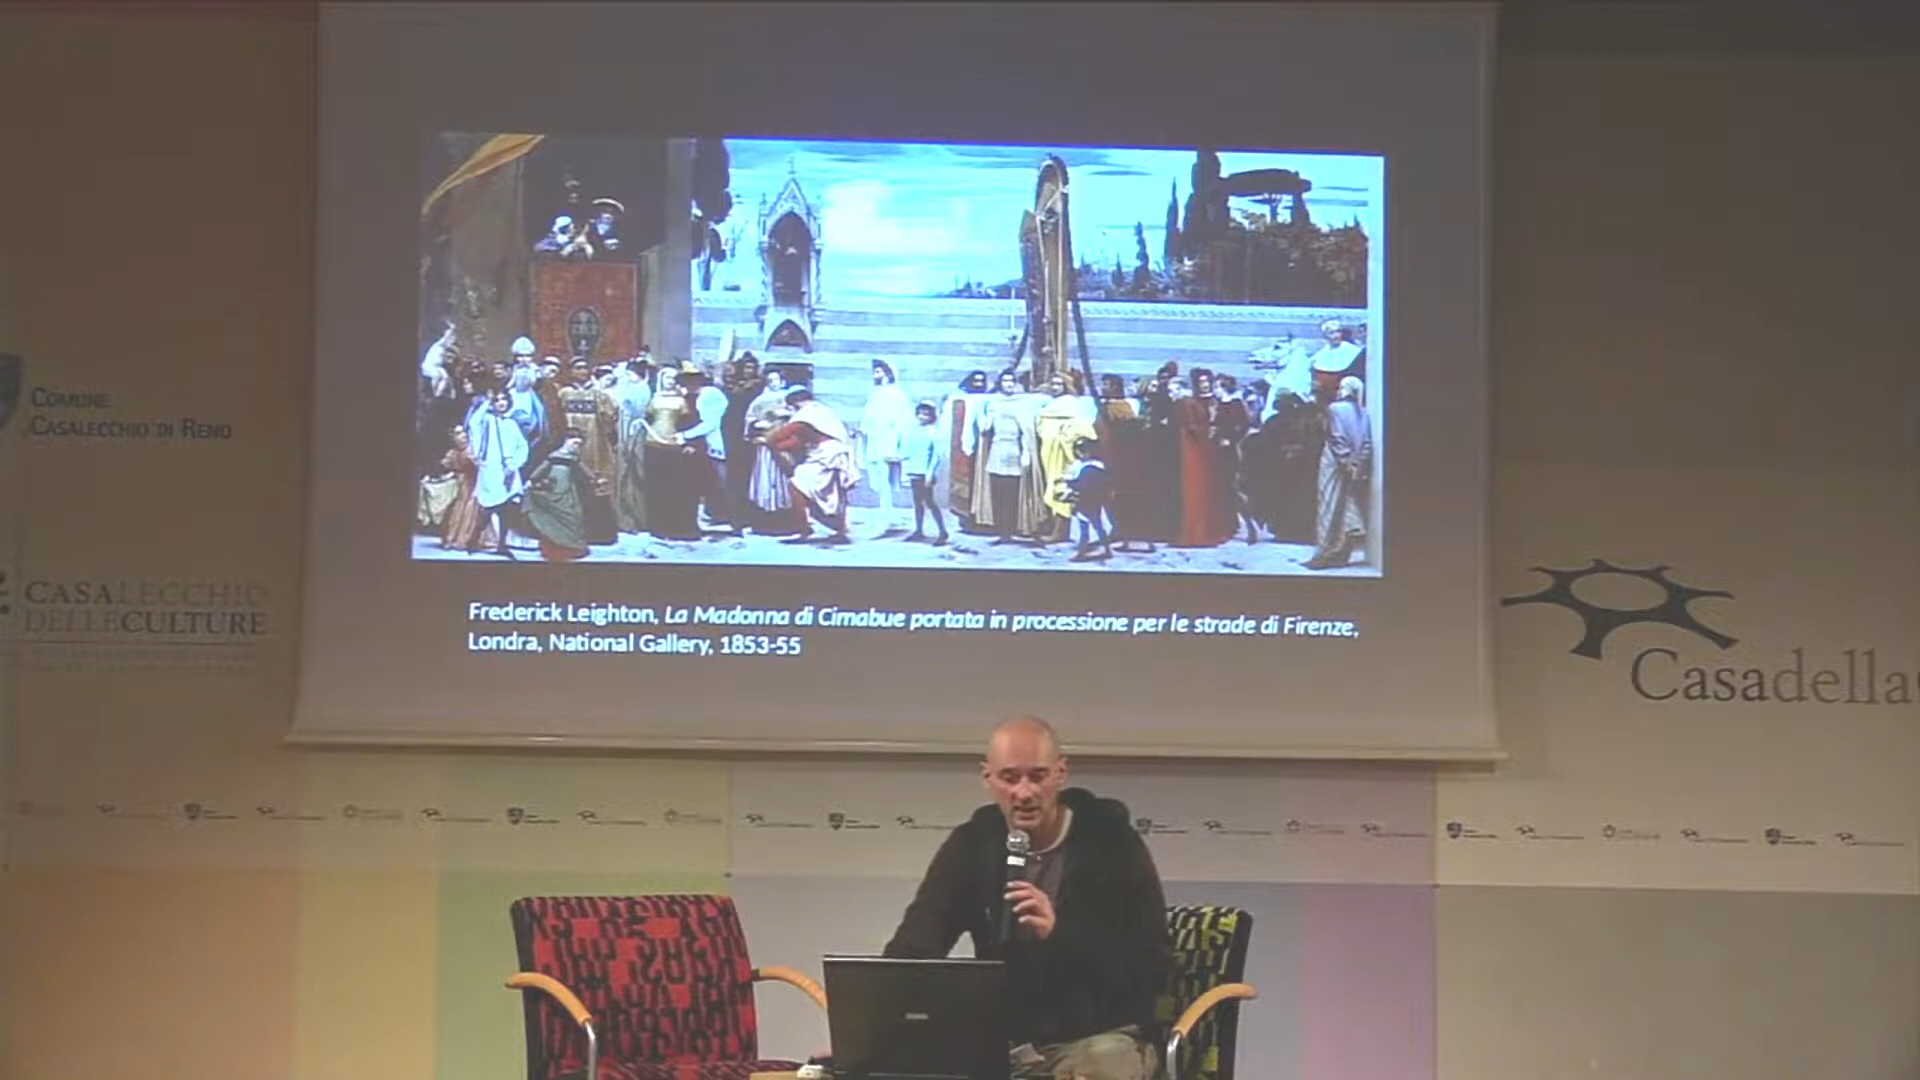 Frederick Leighton, La Madonna di Cimabue portata in processione per le strade di Firenze,
Londra, National Gallery, 1853-55
COMUNE
CASALECCHIO DI RENO
CASALECCHIO
DELLECULTURE
Casadella